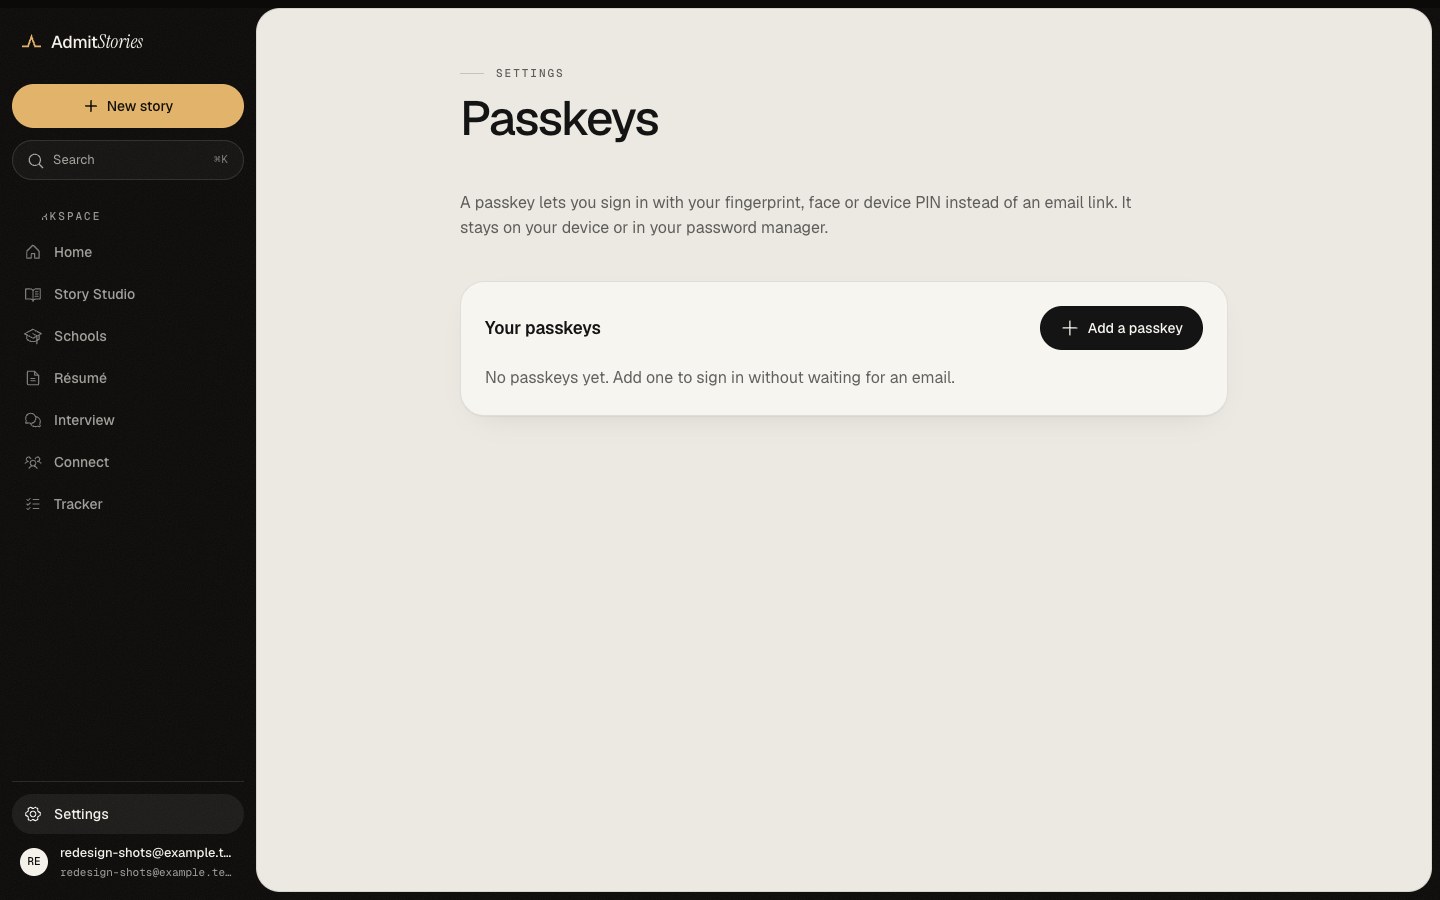 AdmitStories
New story
Search ⌘K
KSPACE
Home
Story Studio
Schools
Résumé
Interview
Connect
Tracker
Settings
RE
redesign-shots@example.t…
redesign-shots@example.te…
SETTINGS
Passkeys
A passkey lets you sign in with your fingerprint, face or device PIN instead of an email link. It
stays on your device or in your password manager.
Your passkeys
Add a passkey
No passkeys yet. Add one to sign in without waiting for an email.